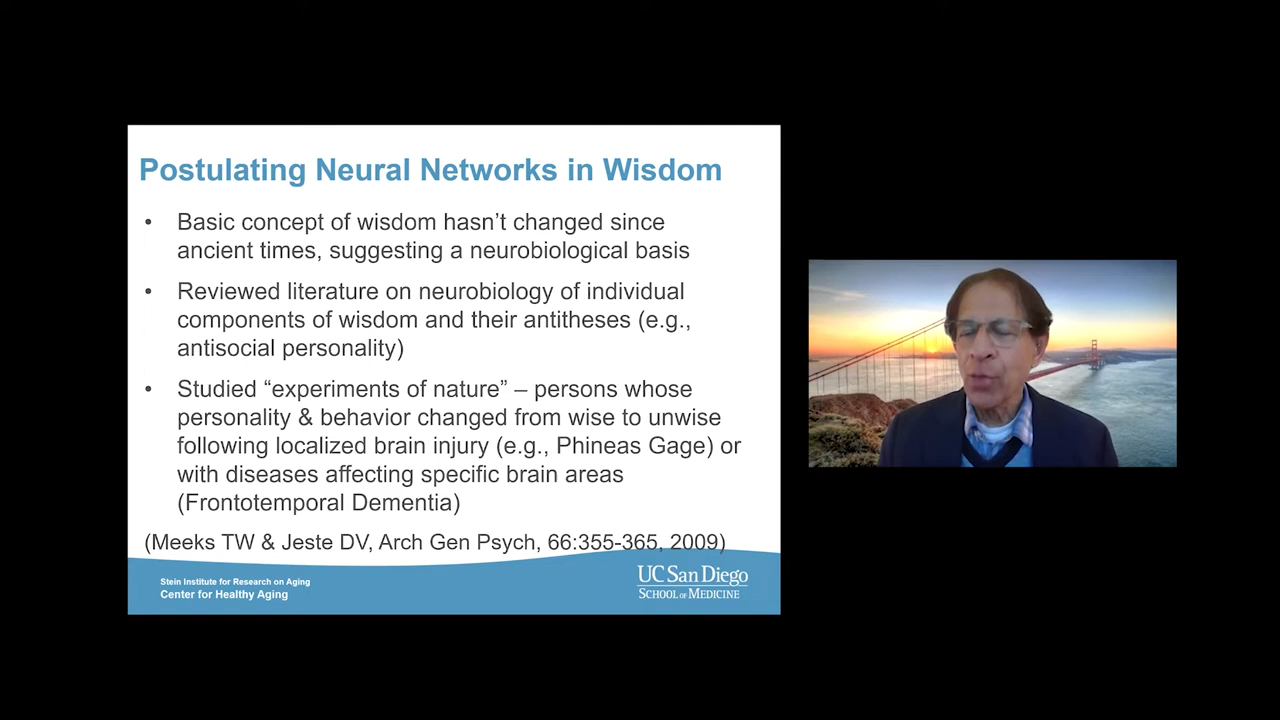 Postulating Neural Networks in Wisdom
• Basic concept of wisdom hasn’t changed since
ancient times, suggesting a neurobiological basis
• Reviewed literature on neurobiology of individual
components of wisdom and their antitheses (e.g.,
antisocial personality)
• Studied “experiments of nature” – persons whose
personality & behavior changed from wise to unwise
following localized brain injury (e.g., Phineas Gage) or
with diseases affecting specific brain areas
(Frontotemporal Dementia)
(Meeks TW & Jeste DV, Arch Gen Psych, 66:355-365, 2009)
Stein Institute for Research on Aging
Center for Healthy Aging
UC San Diego
SCHOOL OF MEDICINE